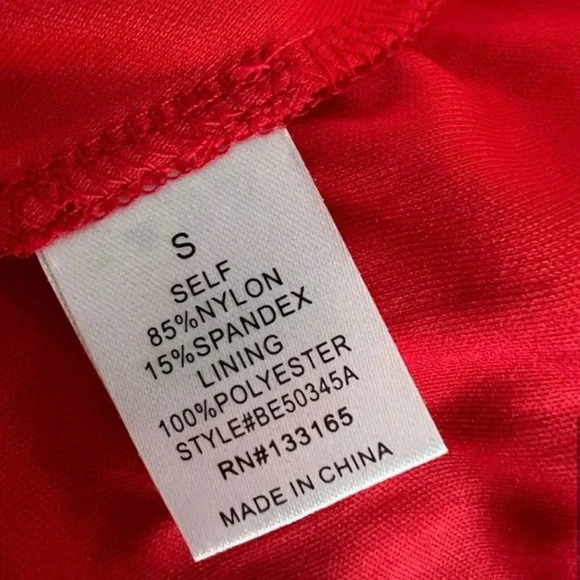 S
SELF
85%NYLON
15%SPANDEX
LINING
100%POLYESTER
STYLE#BE50345A
RN#133165
MADE IN CHINA